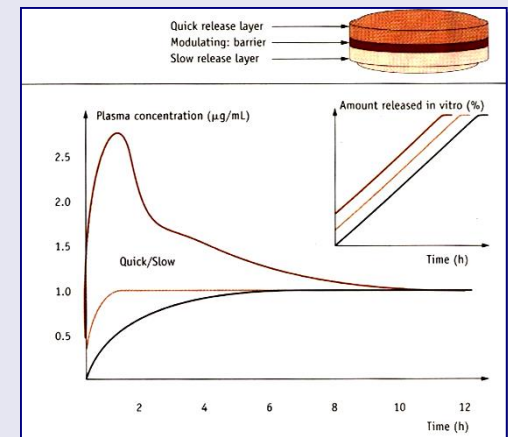 Quick release layer
Modulating: barrier
Slow release layer
Plasma concentration (µg/mL)
Amount released in vitro (%)
2.5
2.0
1.5
1.0
0.5
Quick/Slow
Time (h)
2 4 6 8 10 12
Time (h)